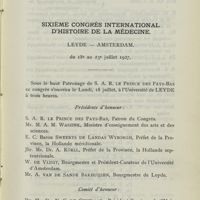 SIXIÈME CONGRÈS INTERNATIONAL
D'HISTOIRE DE LA MÉDECINE.
LEYDE — AMSTERDAM.
du 18 au 23 juillet 1927.
Sous le haut Patronage de S. A. R. LE PRINCE DES PAYS-BAS
ce congrès s'ouvrira le Lundi, 18 juillet, à l'Université de LEYDE
à trois heures.
Présidents d'honneur :
S. A. R. LE PRINCE DES PAYS-BAS, Patron du Congrès.
Mr. M. A. M. WASZINK, Ministre d'enseignement des arts et des
sciences.
E. C. Baron SWEERTS DE LANDAS WYBORGH, Préfet de la Pro-
vince, la Hollande méridionale.
Jhr. Mr. Dr. A. RÖELL, Préfet de la Province, la Hollande sep-
tentrionale.
W. DE VLUGT, Bourgmestre et Président-Curateur de l'Université
d'Amsterdam.
Mr. A. VAN DE SANDE BAKHUIJZEN, Bourgmestre de Leyde.
Comité d'honneur :